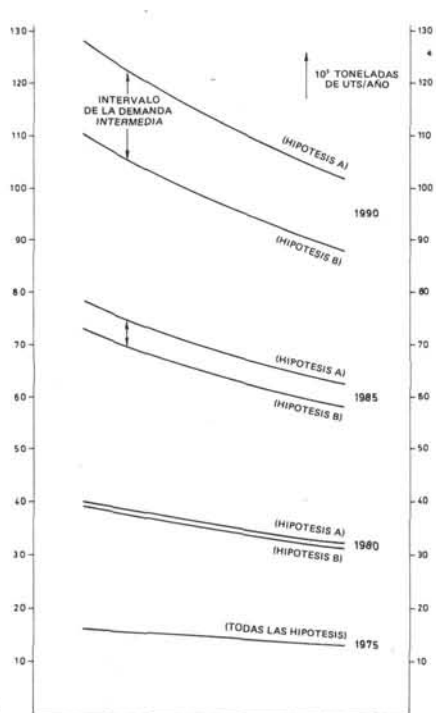 130
120
110
100
90
80
70
60
50
40
30
20
10
130
120
110
100
90
80
70
60
50
40
30
20
10
TONELADAS
DE UTS/AÑO
INTERVALO
DE LA DEMANDA
INTERMEDIA
(HIPOTESIS A)
1990
(HIPOTESIS B)
(HIPOTESIS A)
1985
(HIPOTESIS B)
(HIPOTESIS A)
1980
(HIPOTESIS B)
(TODAS LAS HIPOTESIS)
1975